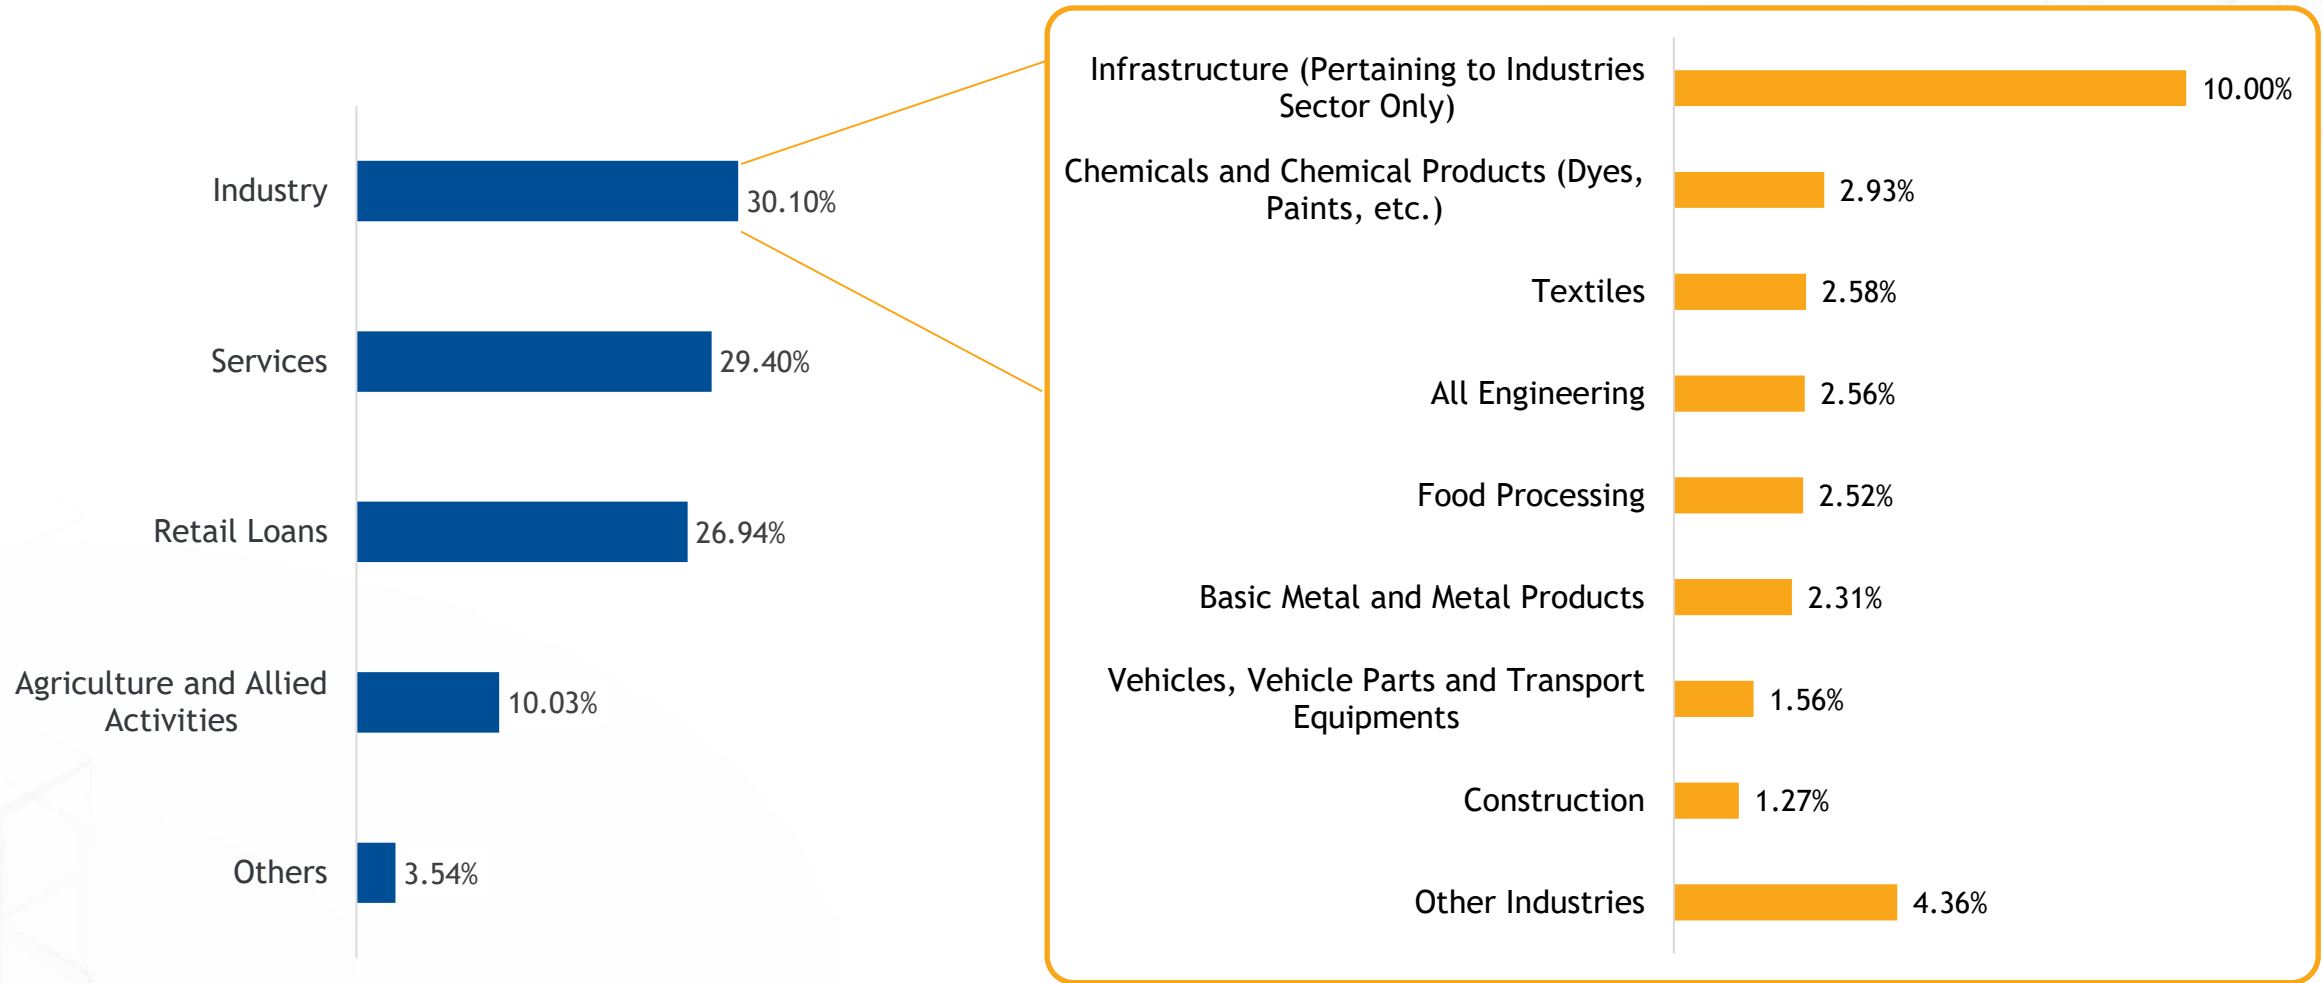 Industry
30.10%
Services
29.40%
Retail Loans
26.94%
Agriculture and Allied
Activities
10.03%
Others
3.54%
Infrastructure (Pertaining to Industries
Sector Only)
10.00%
Chemicals and Chemical Products (Dyes,
Paints, etc.)
2.93%
Textiles
2.58%
All Engineering
2.56%
Food Processing
2.52%
Basic Metal and Metal Products
2.31%
Vehicles, Vehicle Parts and Transport
Equipments
1.56%
Construction
1.27%
Other Industries
4.36%